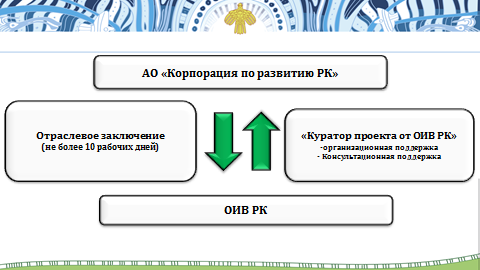 АО «Корпорация по развитию РК»
Отраслевое заключение
(не более 10 рабочих дней)
«Куратор проекта от ОИВ РК»
-организационная поддержка
- Консультационная поддержка
ОИВ РК